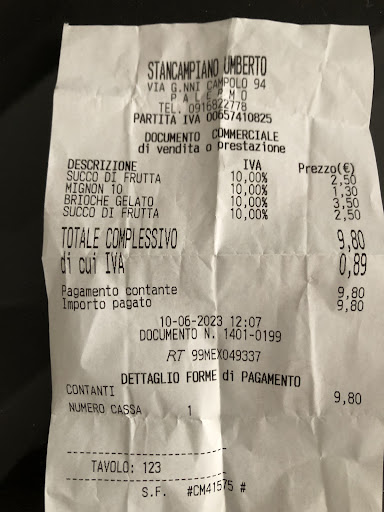 STANCAMPIANO UMBERTO
VIA G.NNI CAMPOLO 94
PALERMO
TEL. 0916822778
PARTITA IVA 00657410825
DOCUMENTO COMMERCIALE
di vendita o prestazione
DESCRIZIONE IVA Prezzo(€)
SUCCO DI FRUTTA 10,00% 2,50
MIGNON 10 10,00% 1,30
BRIOCHE GELATO 10,00% 3,50
SUCCO DI FRUTTA 10,00% 2,50
TOTALE COMPLESSIVO 9,80
di cui IVA 0,89
Pagamento contante 9,80
Importo pagato 9,80
10-06-2023 12:07
DOCUMENTO N. 1401-0199
RT 99MEX049337
DETTAGLIO FORME di PAGAMENTO
CONTANTI 9,80
NUMERO CASSA 1
TAVOLO: 123
S.F. #CM41575 #